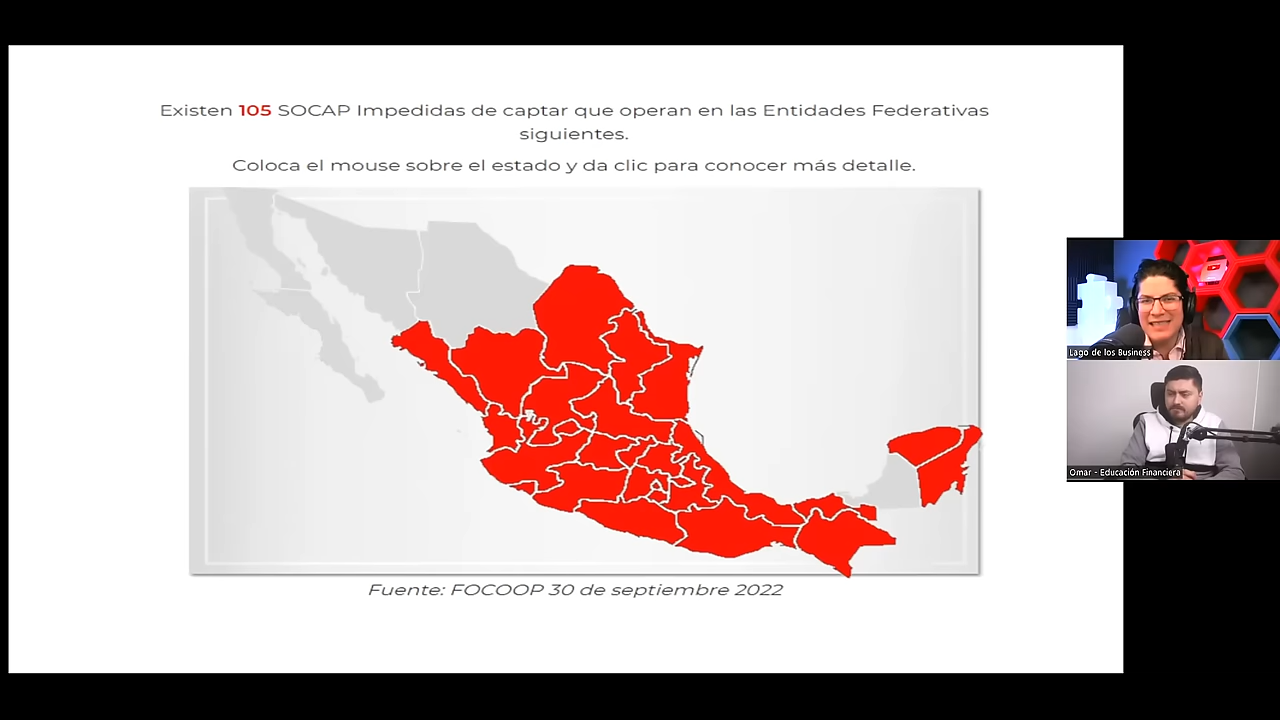 Existen 105 SOCAP Impedidas de captar que operan en las Entidades Federativas
siguientes.
Coloca el mouse sobre el estado y da clic para conocer más detalle.
Fuente: FOCOOP 30 de septiembre 2022
Lago de los Business
Omar - Educación Financiera